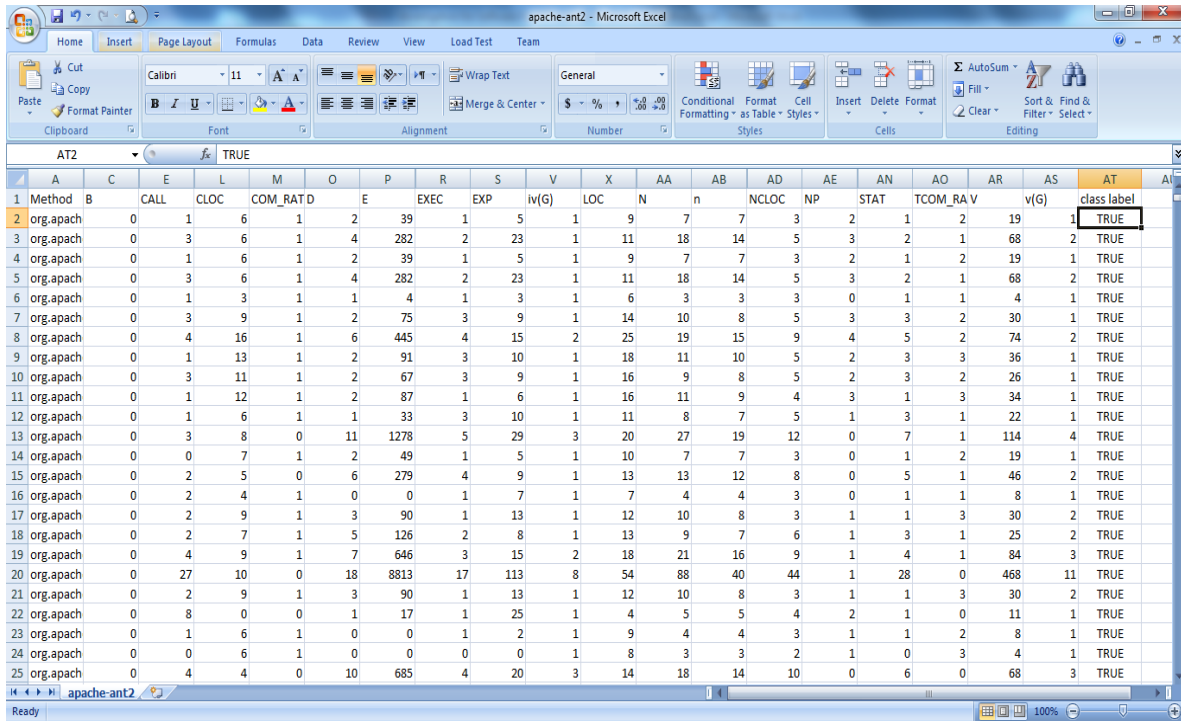 apache-ant2 - Microsoft Excel
Home Insert Page Layout Formulas Data Review View Load Test Team
Paste
Cut
Copy
Format Painter
Clipboard
Calibri 11
B I U
Font
Wrap Text
Merge & Center
Alignment
General
$ % ,
Number
Conditional Formatting
Format as Table
Cell Styles
Styles
Insert Delete Format
Cells
Σ AutoSum
Fill
Clear
Sort & Filter
Find & Select
Editing
AT2 fx TRUE
A C E L M O P R S V X AA AB AD AE AN AO AR AS AT
1 Method B CALL CLOC COM_RAT D E EXEC EXP iv(G) LOC N n NCLOC NP STAT TCOM_RA V v(G) class label
2 org.apach 0 1 6 1 2 39 1 5 1 9 7 7 3 2 1 2 19 1 TRUE
3 org.apach 0 3 6 1 4 282 2 23 1 11 18 14 5 3 2 1 68 2 TRUE
4 org.apach 0 1 6 1 2 39 1 5 1 9 7 7 3 2 1 2 19 1 TRUE
5 org.apach 0 3 6 1 4 282 2 23 1 11 18 14 5 3 2 1 68 2 TRUE
6 org.apach 0 1 3 1 1 4 1 3 1 6 3 3 3 0 1 1 4 1 TRUE
7 org.apach 0 3 9 1 2 75 3 9 1 14 10 8 5 3 3 2 30 1 TRUE
8 org.apach 0 4 16 1 6 445 4 15 2 25 19 15 9 4 5 2 74 2 TRUE
9 org.apach 0 1 13 1 2 91 3 10 1 18 11 10 5 2 3 3 36 1 TRUE
10 org.apach 0 3 11 1 2 67 3 9 1 16 9 8 5 2 3 2 26 1 TRUE
11 org.apach 0 1 12 1 2 87 1 6 1 16 11 9 4 3 1 3 34 1 TRUE
12 org.apach 0 1 6 1 1 33 3 10 1 11 8 7 5 1 3 1 22 1 TRUE
13 org.apach 0 3 8 0 11 1278 5 29 3 20 27 19 12 0 7 1 114 4 TRUE
14 org.apach 0 0 7 1 2 49 1 5 1 10 7 7 3 0 1 2 19 1 TRUE
15 org.apach 0 2 5 0 6 279 4 9 1 13 13 12 8 0 5 1 46 2 TRUE
16 org.apach 0 2 4 1 0 0 1 7 1 7 4 4 3 0 1 1 8 1 TRUE
17 org.apach 0 2 9 1 3 90 1 13 1 12 10 8 3 1 1 3 30 2 TRUE
18 org.apach 0 2 7 1 5 126 2 8 1 13 9 7 6 1 3 1 25 2 TRUE
19 org.apach 0 4 9 1 7 646 3 15 2 18 21 16 9 1 4 1 84 3 TRUE
20 org.apach 0 27 10 0 18 8813 17 113 8 54 88 40 44 1 28 0 468 11 TRUE
21 org.apach 0 2 9 1 3 90 1 13 1 12 10 8 3 1 1 3 30 2 TRUE
22 org.apach 0 8 0 0 1 17 1 25 1 4 5 5 4 2 1 0 11 1 TRUE
23 org.apach 0 1 6 1 0 0 1 2 1 9 4 4 3 1 1 2 8 1 TRUE
24 org.apach 0 0 6 1 0 0 0 0 1 8 3 3 2 1 0 3 4 1 TRUE
25 org.apach 0 4 4 0 10 685 4 20 3 14 18 14 10 0 6 0 68 3 TRUE
apache-ant2
Ready 100%